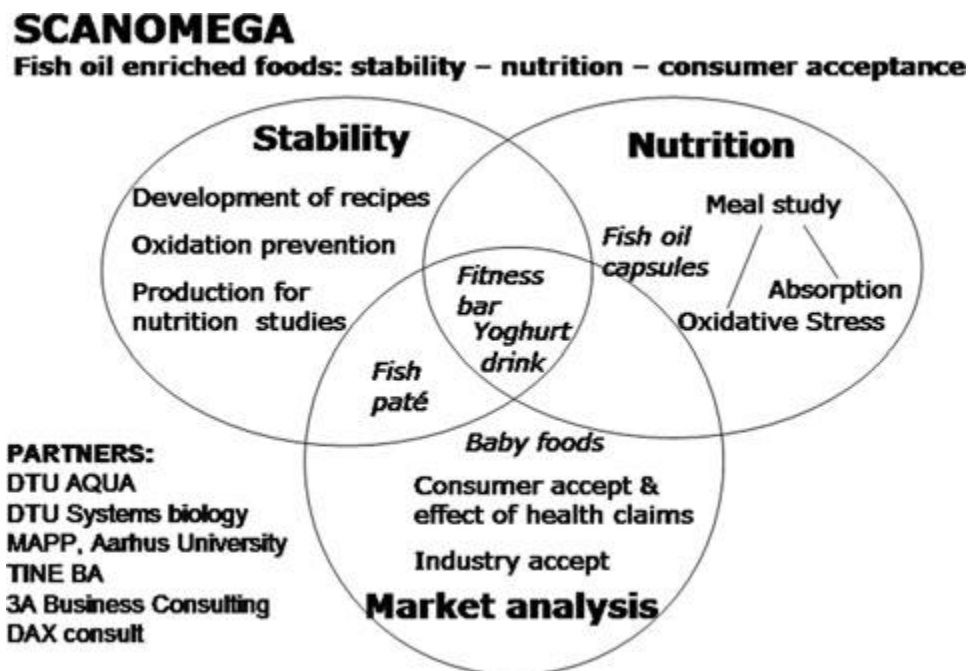 SCANOMEGA
Fish oil enriched foods: stability – nutrition – consumer acceptance
Stability
Development of recipes
Oxidation prevention
Production for
nutrition studies
Nutrition
Meal study
Absorption
Oxidative Stress
Fish oil
capsules
Fitness
bar
Yoghurt
drink
Fish
paté
Baby foods
Consumer accept &
effect of health claims
Industry accept
Market analysis
PARTNERS:
DTU AQUA
DTU Systems biology
MAPP, Aarhus University
TINE BA
3A Business Consulting
DAX consult